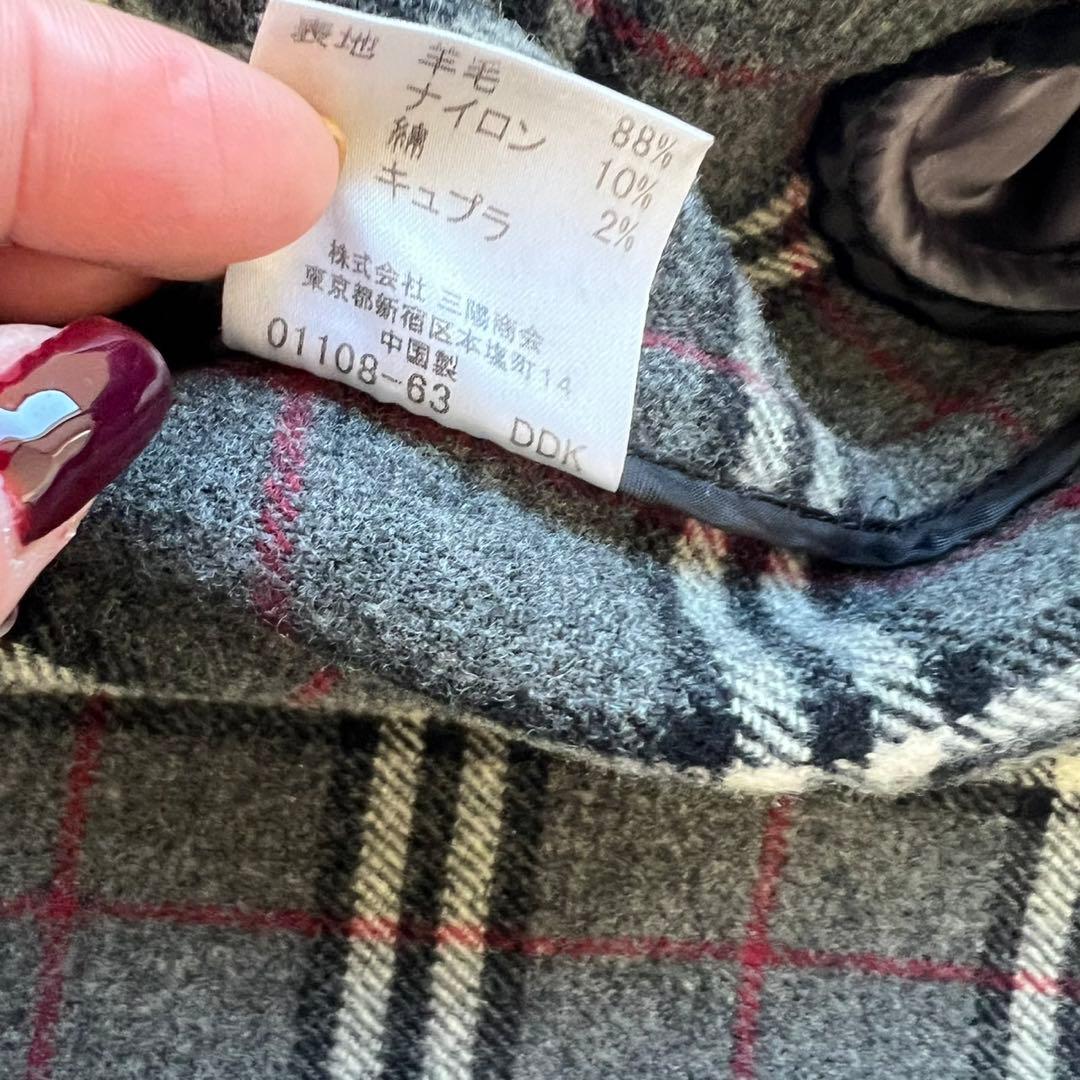 表地 羊毛 88%
ナイロン 10%
綿 2%
キュプラ
株式会社 三陽商会
東京都新宿区本塩町14
中国製
01108-63 DDK